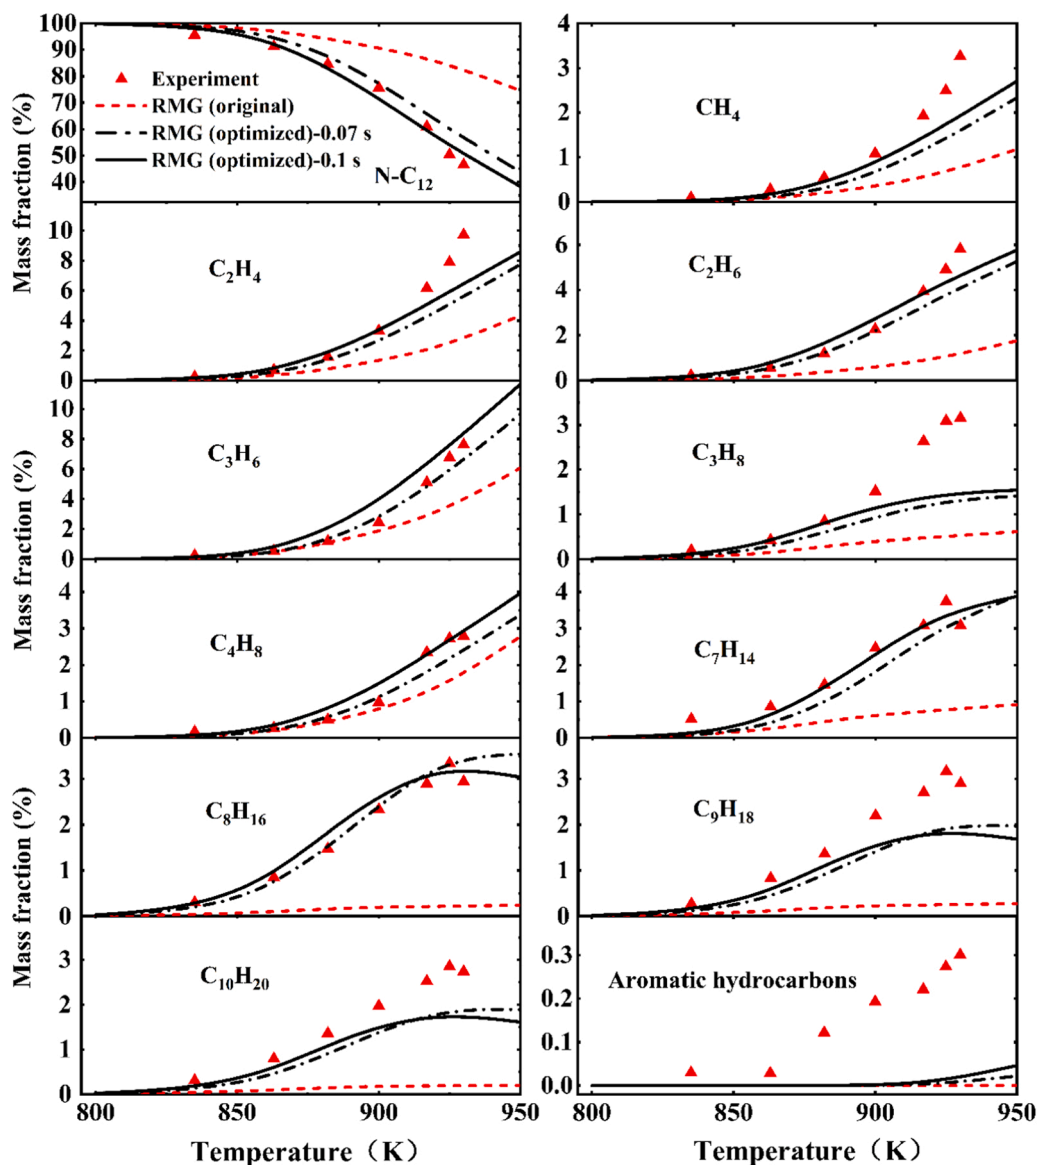 100
90
80
70
60
50
40
Experiment
RMG (original)
RMG (optimized)-0.07 s
RMG (optimized)-0.1 s
N-C12
4
3
2
1
0
CH4
10
8
6
4
2
0
C2H4
6
4
2
0
C2H6
10
8
6
4
2
0
C3H6
3
2
1
0
C3H8
4
3
2
1
0
C4H8
4
3
2
1
0
C7H14
3
2
1
0
C8H16
3
2
1
0
C9H18
3
2
1
0
C10H20
0.3
0.2
0.1
0.0
Aromatic hydrocarbons
Mass fraction (%)
Mass fraction (%)
Mass fraction (%)
800 850 900 950
800 850 900 950
Temperature（K）
Temperature（K）